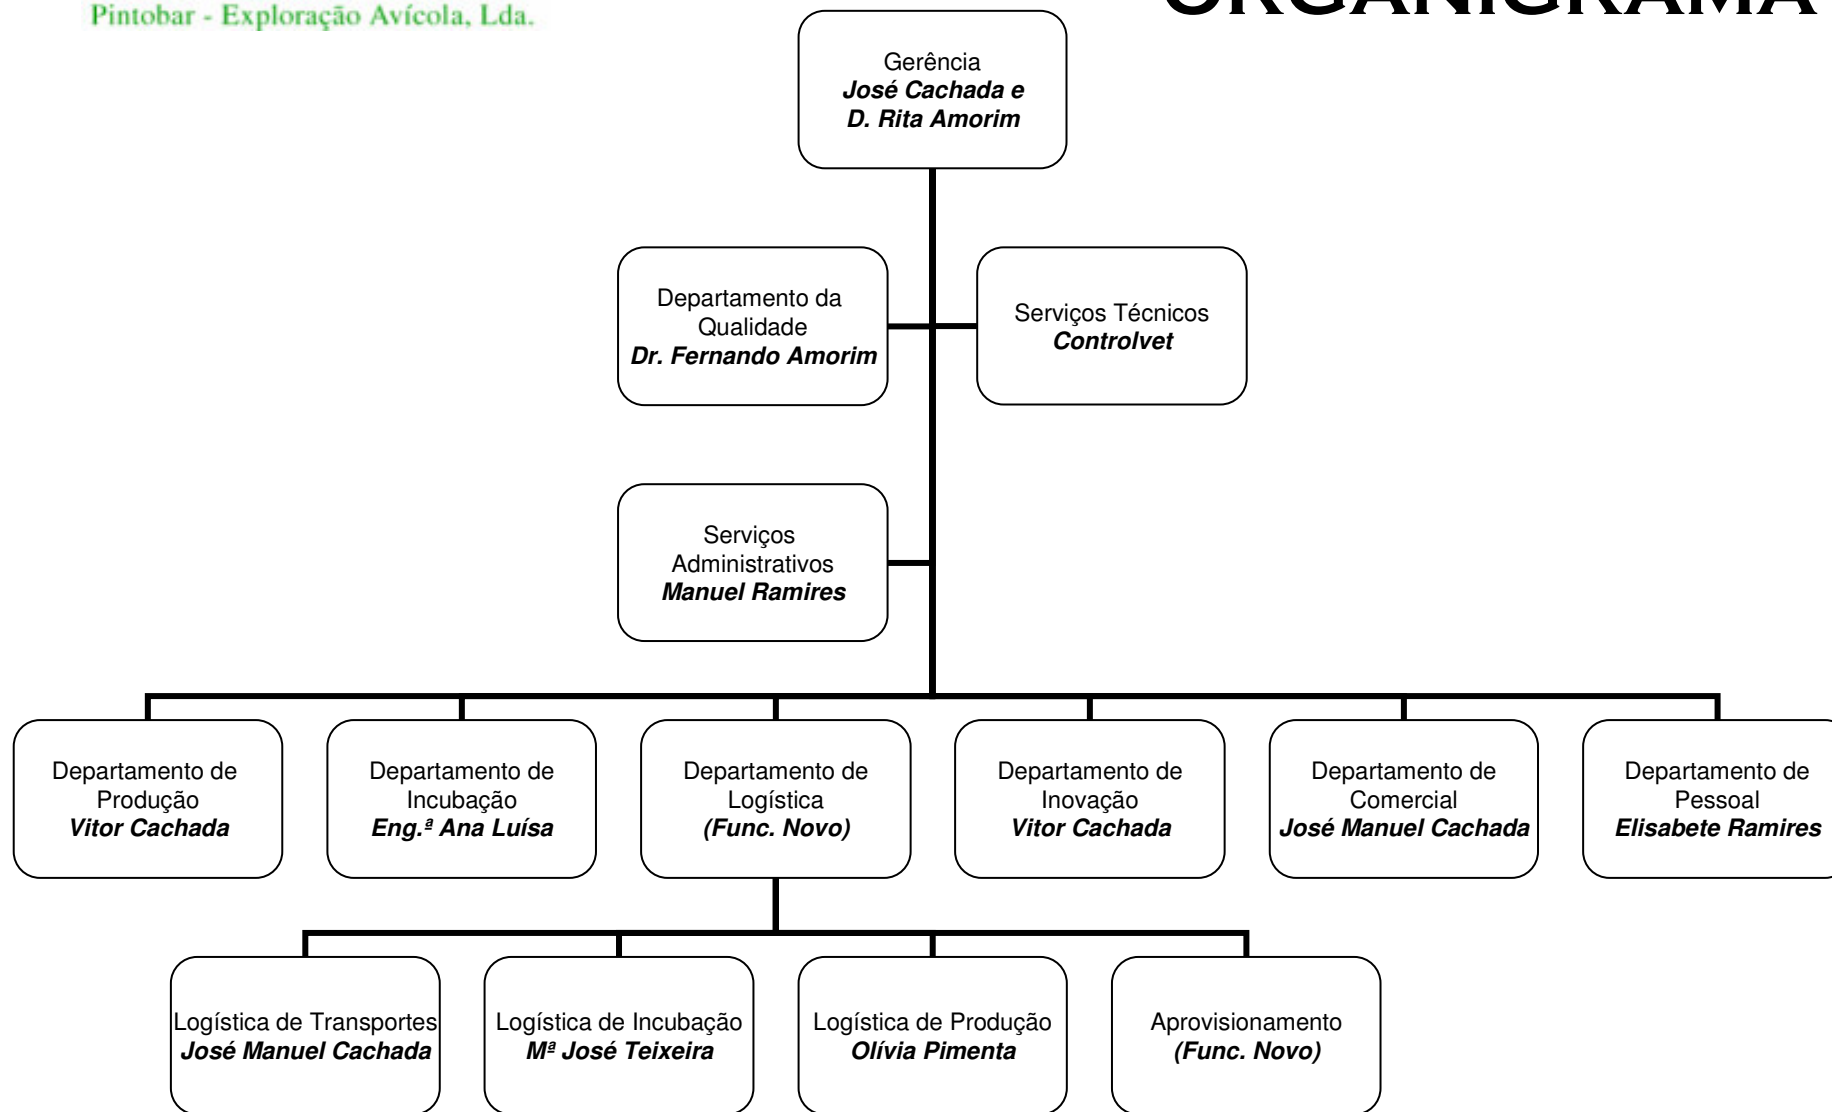 Pintobar - Exploração Avícola, Lda.
ORGANIGRAMA
Gerência
José Cachada e
D. Rita Amorim
Departamento da
Qualidade
Dr. Fernando Amorim
Serviços Técnicos
Controlvet
Serviços
Administrativos
Manuel Ramires
Departamento de
Produção
Vitor Cachada
Departamento de
Incubação
Eng.ª Ana Luísa
Departamento de
Logística
(Func. Novo)
Departamento de
Inovação
Vitor Cachada
Departamento de
Comercial
José Manuel Cachada
Departamento de
Pessoal
Elisabete Ramires
Logística de Transportes
José Manuel Cachada
Logística de Incubação
Mª José Teixeira
Logística de Produção
Olívia Pimenta
Aprovisionamento
(Func. Novo)